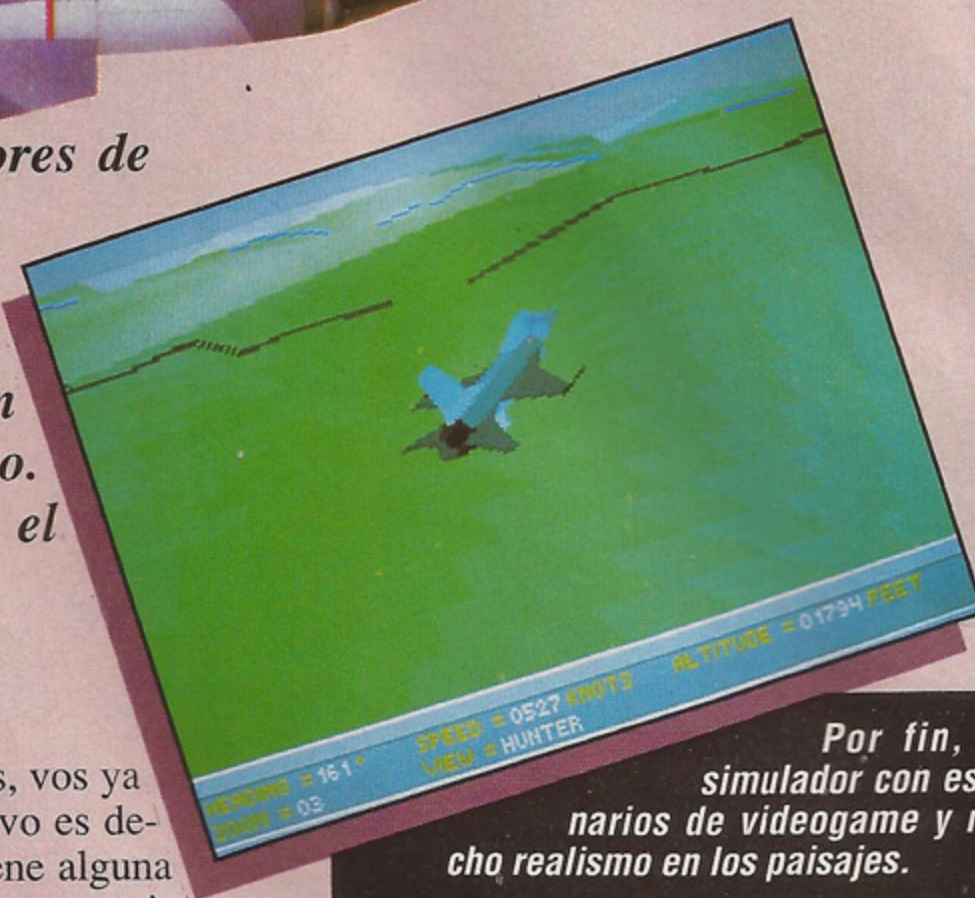 ores de
n
o.
el
s, vos ya
vo es de-
ene alguna
HEADING = 161° SPEED = 0527 KNOTS ALTITUDE = 01794 FEET
ZOOM = 03 VIEW = HUNTER
Por fin,
simulador con es
narios de videogame y
cho realismo en los paisajes.